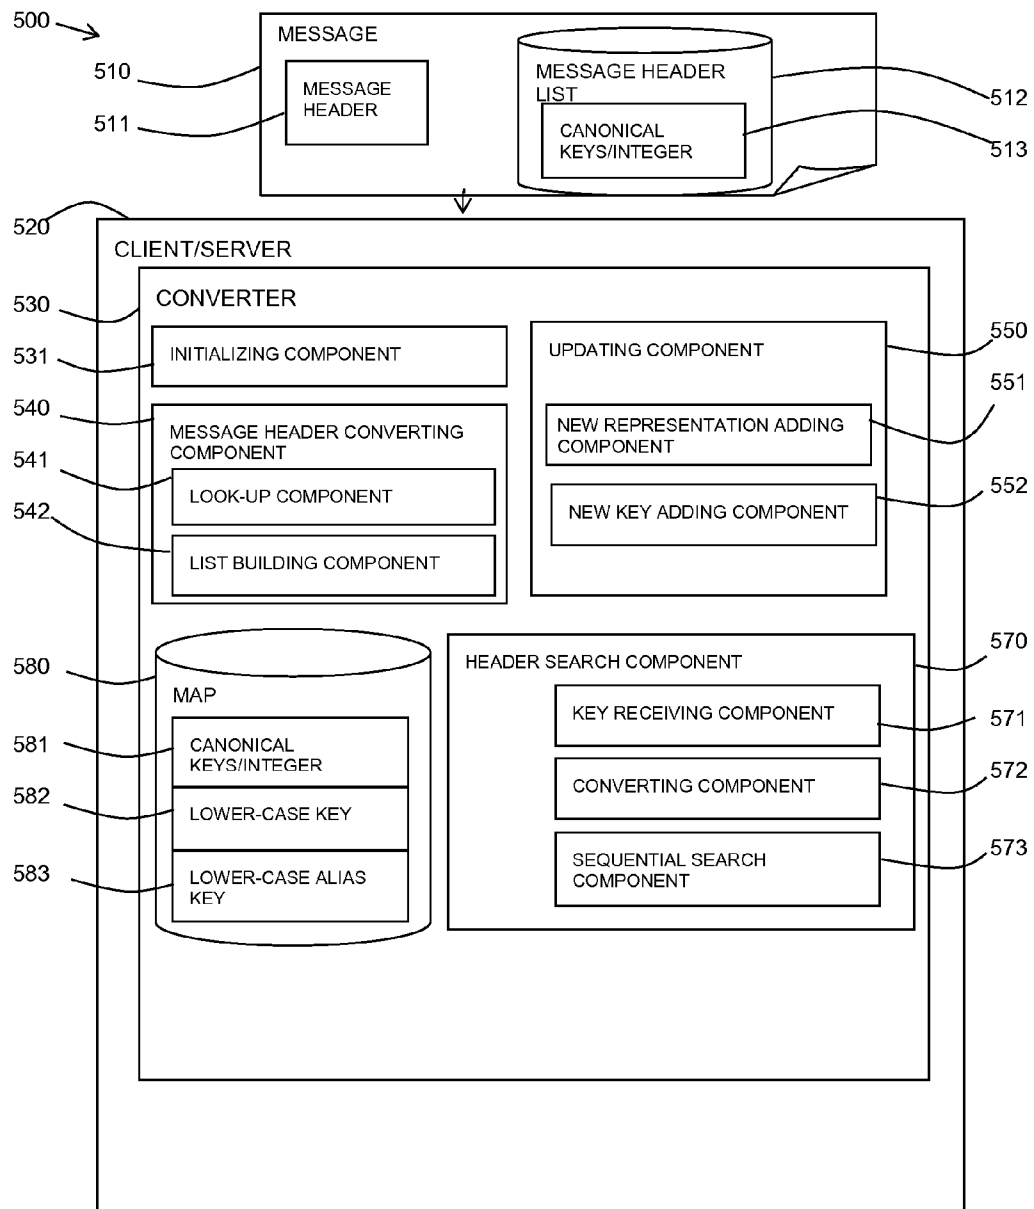 500
MESSAGE
510
MESSAGE
HEADER
511
MESSAGE HEADER
LIST
512
CANONICAL
KEYS/INTEGER
513
520
CLIENT/SERVER
530
CONVERTER
531
INITIALIZING COMPONENT
540
MESSAGE HEADER CONVERTING
COMPONENT
541
LOOK-UP COMPONENT
542
LIST BUILDING COMPONENT
UPDATING COMPONENT
550
551
NEW REPRESENTATION ADDING
COMPONENT
552
NEW KEY ADDING COMPONENT
580
MAP
581
CANONICAL
KEYS/INTEGER
582
LOWER-CASE KEY
583
LOWER-CASE ALIAS
KEY
HEADER SEARCH COMPONENT
570
KEY RECEIVING COMPONENT
571
CONVERTING COMPONENT
572
SEQUENTIAL SEARCH
COMPONENT
573